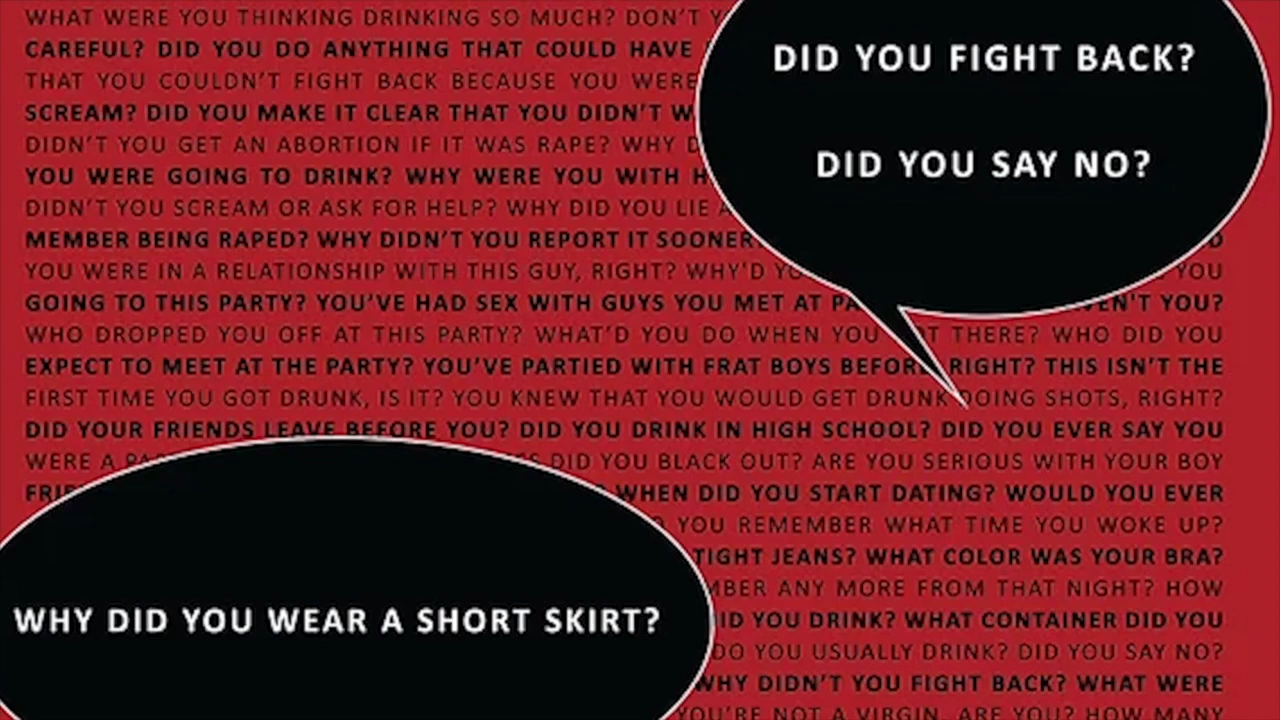 WHAT WERE YOU THINKING DRINKING SO MUCH? DON'T
CAREFUL? DID YOU DO ANYTHING THAT COULD HAVE
THAT YOU COULDN'T FIGHT BACK BECAUSE YOU WERE
SCREAM? DID YOU MAKE IT CLEAR THAT YOU DIDN'T
DIDN'T YOU GET AN ABORTION IF IT WAS RAPE? WHY
YOU WERE GOING TO DRINK? WHY WERE YOU WITH
DIDN'T YOU SCREAM OR ASK FOR HELP? WHY DID YOU LIE
MEMBER BEING RAPED? WHY DIDN'T YOU REPORT IT SOONER
YOU WERE IN A RELATIONSHIP WITH THIS GUY, RIGHT? WHY'D YOU
GOING TO THIS PARTY? YOU'VE HAD SEX WITH GUYS YOU MET AT YOU?
WHO DROPPED YOU OFF AT THIS PARTY? WHAT'D YOU DO WHEN YOU THERE? WHO DID YOU
EXPECT TO MEET AT THE PARTY? YOU'VE PARTIED WITH FRAT BOYS BEFORE RIGHT? THIS ISN'T THE
FIRST TIME YOU GOT DRUNK, IS IT? YOU KNEW THAT YOU WOULD GET DRUNK DOING SHOTS, RIGHT?
DID YOUR FRIENDS LEAVE BEFORE YOU? DID YOU DRINK IN HIGH SCHOOL? DID YOU EVER SAY YOU
WERE A DID YOU BLACK OUT? ARE YOU SERIOUS WITH YOUR BOY
WHEN DID YOU START DATING? WOULD YOU EVER
YOU REMEMBER WHAT TIME YOU WOKE UP?
TIGHT JEANS? WHAT COLOR WAS YOUR BRA?
ANY MORE FROM THAT NIGHT? HOW
YOU DRINK? WHAT CONTAINER DID YOU
DO YOU USUALLY DRINK? DID YOU SAY NO?
WHY DIDN'T YOU FIGHT BACK? WHAT WERE
YOU'RE NOT A VIRGIN, ARE YOU? HOW MANY
DID YOU FIGHT BACK?
DID YOU SAY NO?
WHY DID YOU WEAR A SHORT SKIRT?